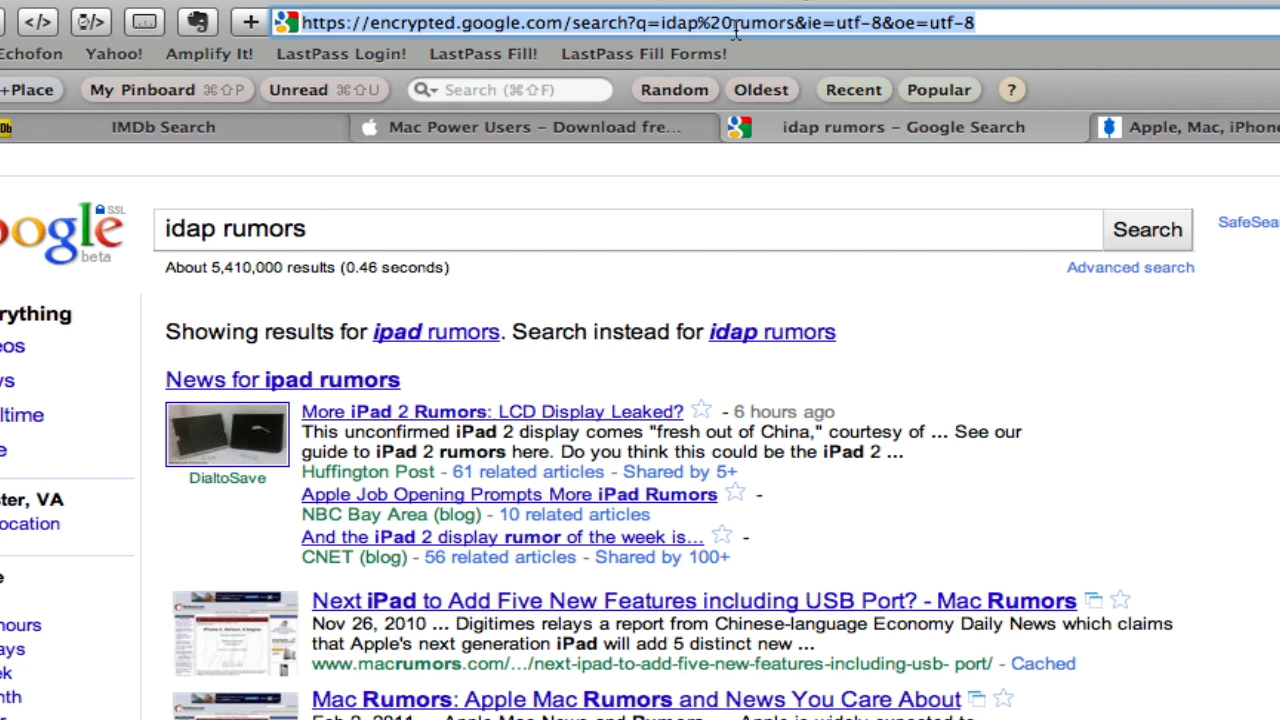 </> https://encrypted.google.com/search?q=idap%20rumors&ie=utf-8&oe=utf-8
Echofon Yahoo! Amplify It! LastPass Login! LastPass Fill! LastPass Fill Forms!
+Place My Pinboard ⌘⇧P Unread ⌘⇧U Search (⌘⇧F) Random Oldest Recent Popular ?
Db IMDb Search Mac Power Users – Download fre... idap rumors – Google Search Apple, Mac, iPhone
oogle SSL
beta
idap rumors Search SafeSea
About 5,410,000 results (0.46 seconds) Advanced search
rything
eos
ws
ltime
e
ter, VA
ocation
e
hours
ays
ek
nth
Showing results for ipad rumors. Search instead for idap rumors
News for ipad rumors
DialtoSave
More iPad 2 Rumors: LCD Display Leaked? - 6 hours ago
This unconfirmed iPad 2 display comes "fresh out of China," courtesy of ... See our
guide to iPad 2 rumors here. Do you think this could be the iPad 2 ...
Huffington Post - 61 related articles - Shared by 5+
Apple Job Opening Prompts More iPad Rumors -
NBC Bay Area (blog) - 10 related articles
And the iPad 2 display rumor of the week is... -
CNET (blog) - 56 related articles - Shared by 100+
Next iPad to Add Five New Features including USB Port? - Mac Rumors
Nov 26, 2010 ... Digitimes relays a report from Chinese-language Economy Daily News which claims
that Apple's next generation iPad will add 5 distinct new ...
www.macrumors.com/.../next-ipad-to-add-five-new-features-including-usb- port/ - Cached
Mac Rumors: Apple Mac Rumors and News You Care About